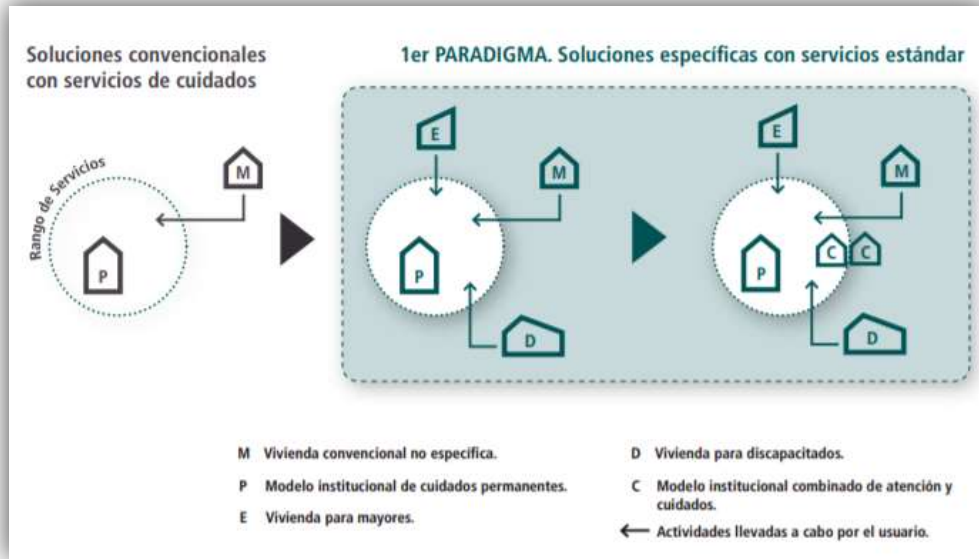 Soluciones convencionales
con servicios de cuidados
1er PARADIGMA. Soluciones específicas con servicios estándar
Rango de Servicios
M
P
E
M
P
D
E
M
C
C
P
D
M Vivienda convencional no específica.
P Modelo institucional de cuidados permanentes.
E Vivienda para mayores.
D Vivienda para discapacitados.
C Modelo institucional combinado de atención y
cuidados.
Actividades llevadas a cabo por el usuario.